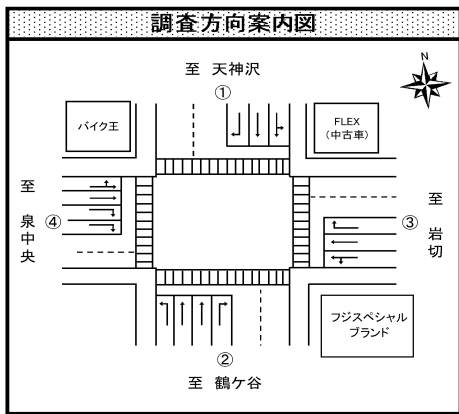 調査方向案内図
至 天神沢
①
N
バイク王
FLEX
(中古車)
至 泉中央
④
③
至 岩切
フジスペシャル
ブランド
②
至 鶴ケ谷